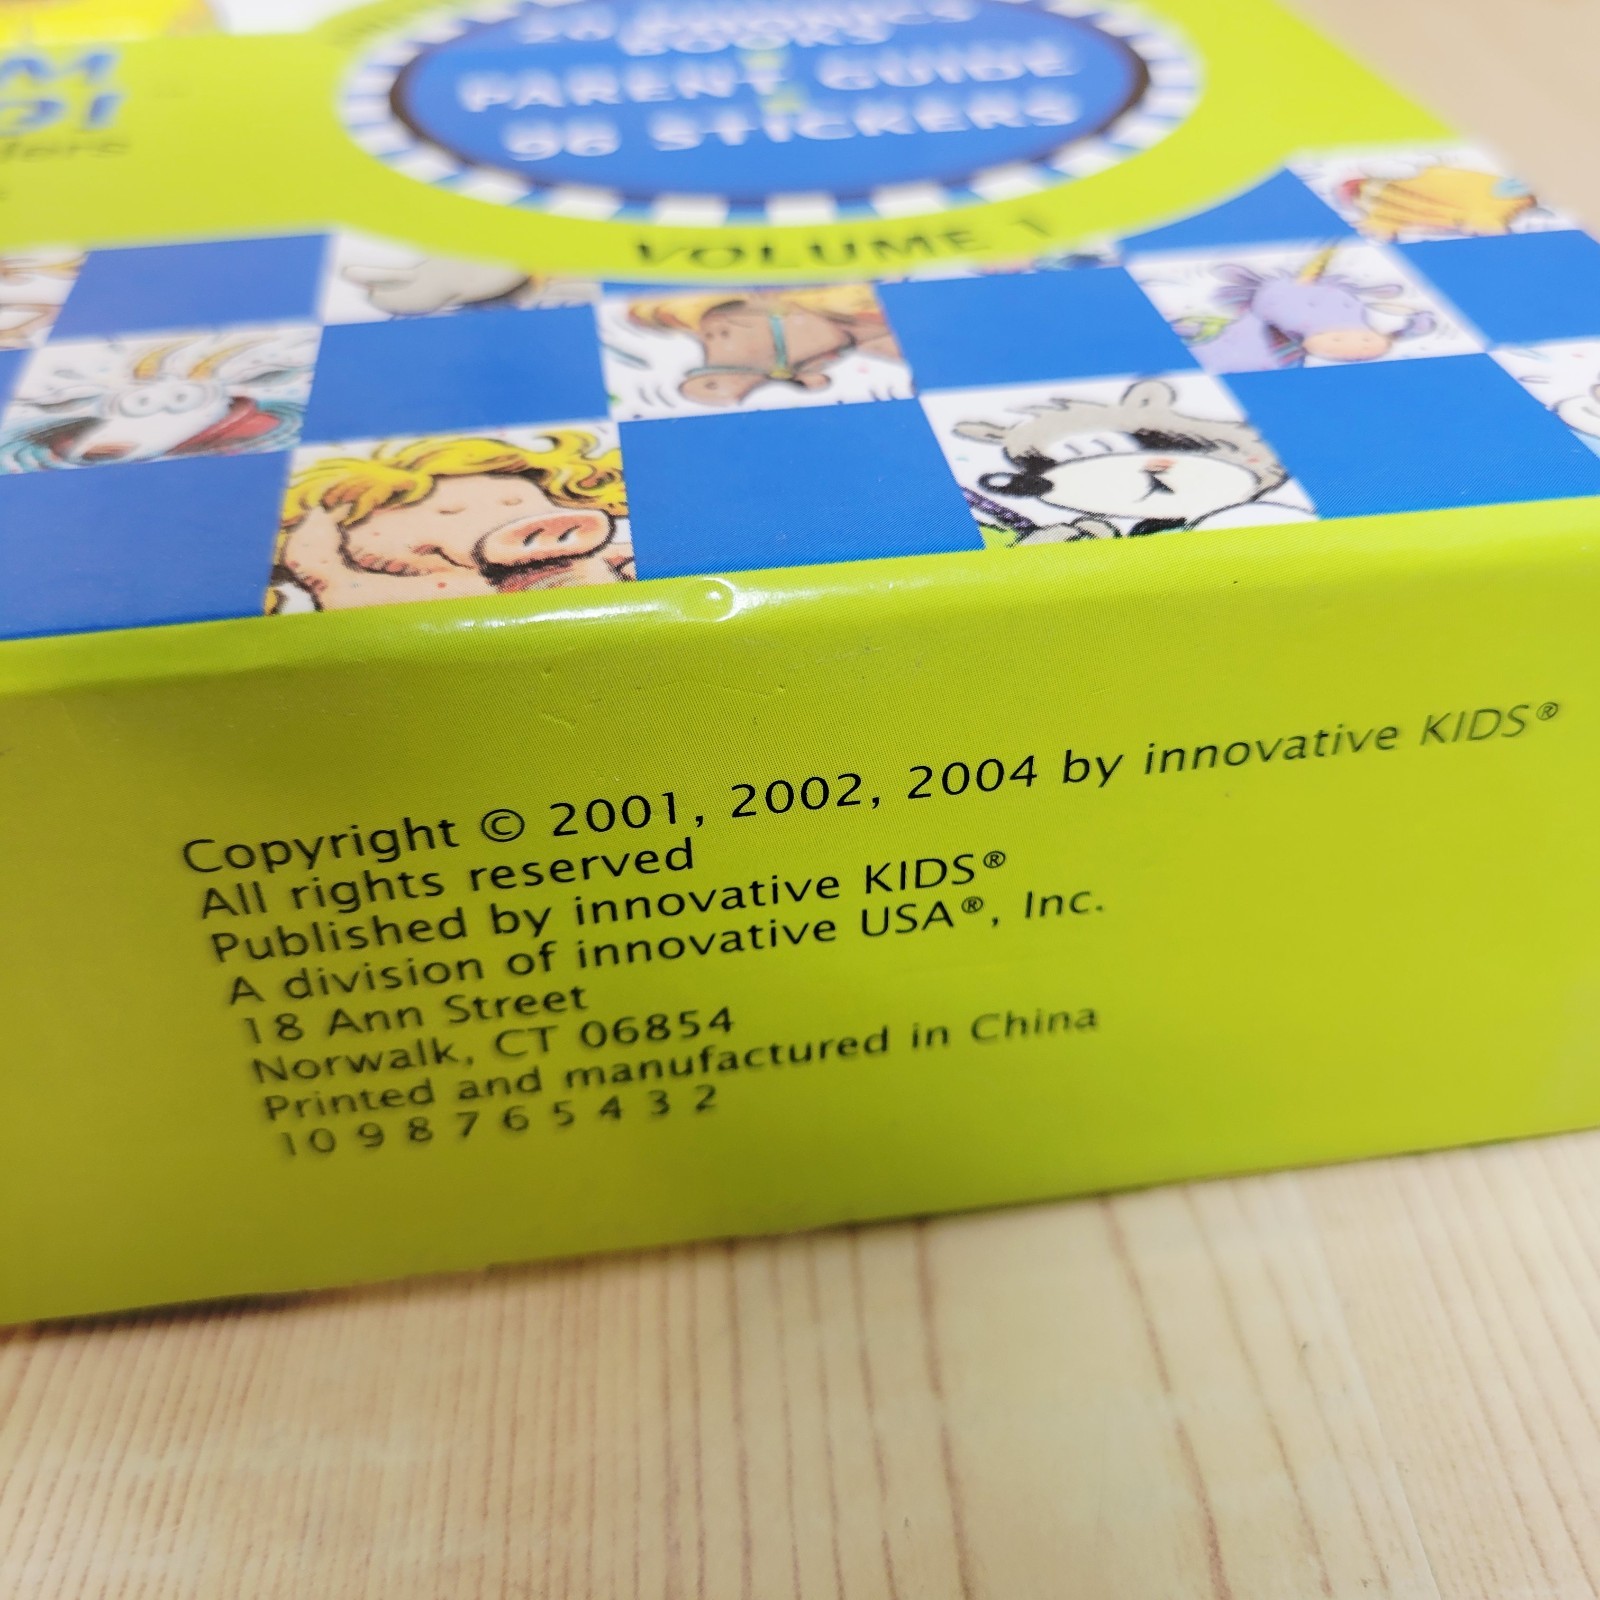 BOOKS
PARENT GUIDE
&
96 STICKERS
VOLUME 1
Copyright © 2001, 2002, 2004 by innovative KIDS®
All rights reserved
Published by innovative KIDS®
A division of innovative USA®, Inc.
18 Ann Street
Norwalk, CT 06854
Printed and manufactured in China
10 9 8 7 6 5 4 3 2